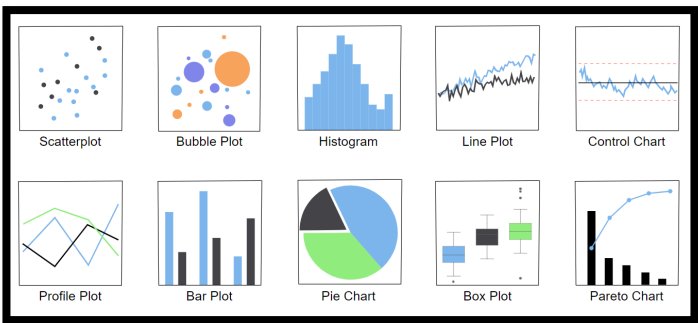 Scatterplot
Bubble Plot
Histogram
Line Plot
Control Chart
Profile Plot
Bar Plot
Pie Chart
Box Plot
Pareto Chart